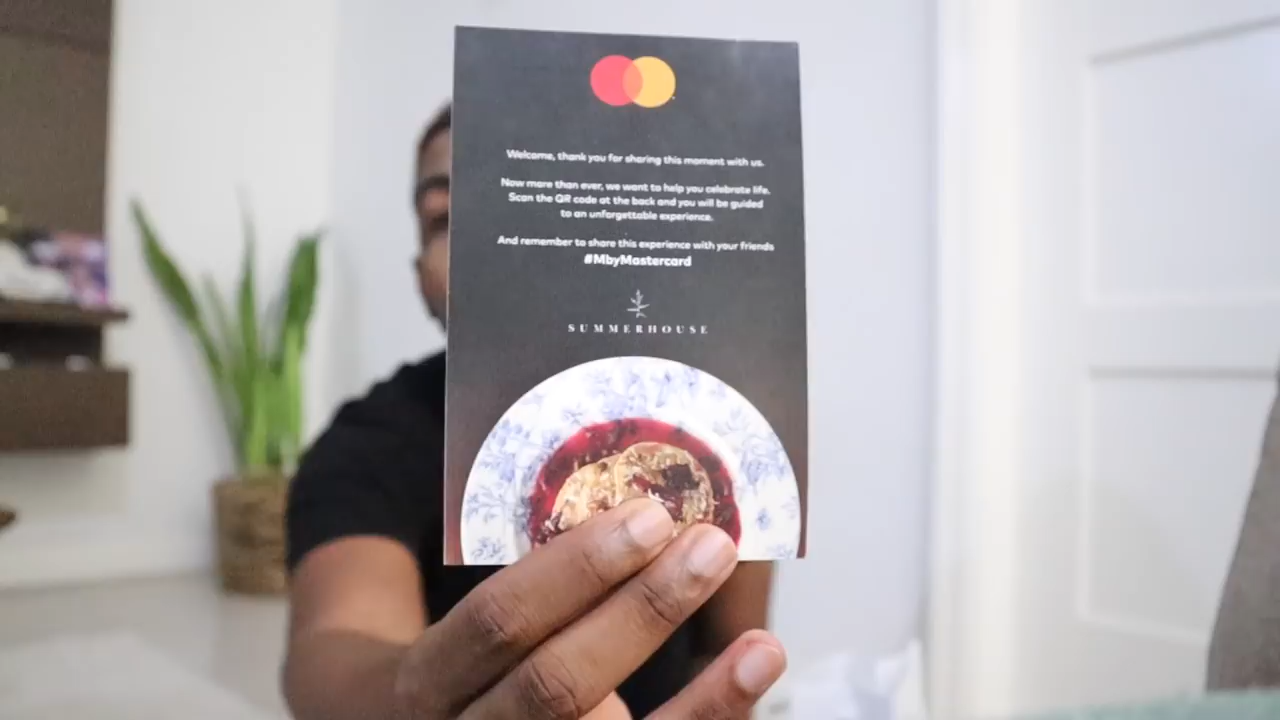 Welcome, thank you for sharing this moment with us.
Now more than ever, we want to help you celebrate life.
Scan the QR code at the back and you will be guided
to an unforgettable experience.
And remember to share this experience with your friends
#MbyMastercard
SUMMERHOUSE